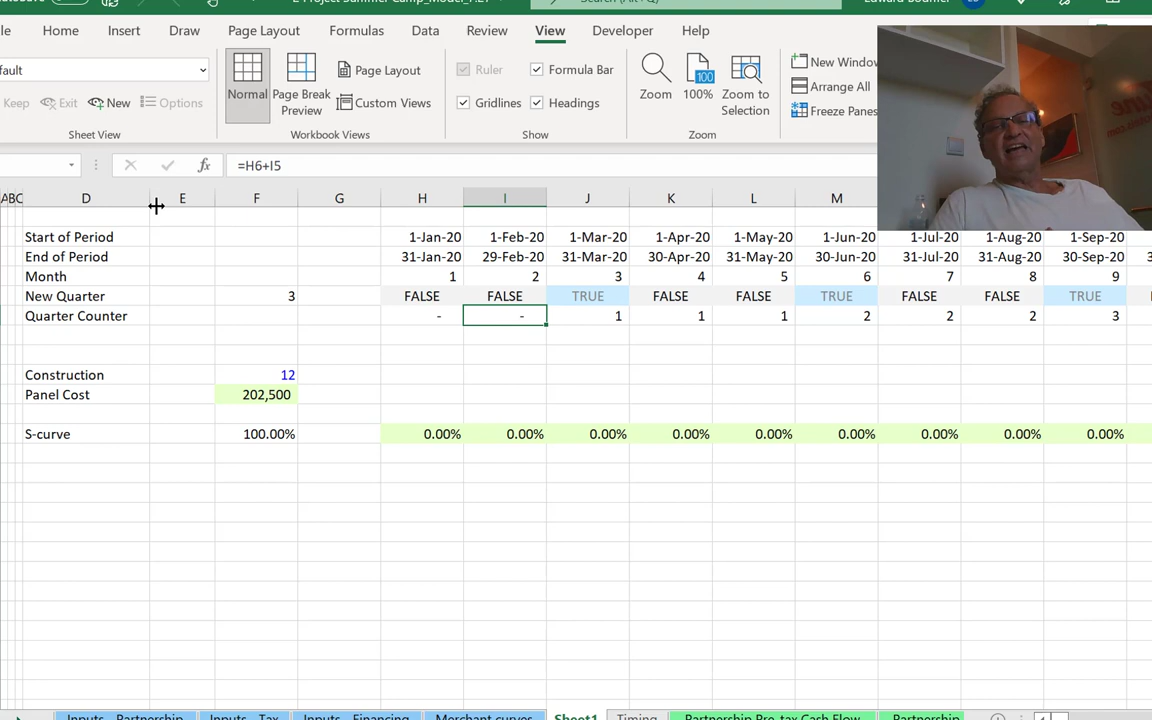 Home Insert Draw Page Layout Formulas Data Review View Developer Help
fault Page Layout Ruler Formula Bar New Window
Keep Exit New Options Normal Page Break Preview Custom Views Gridlines Headings Zoom 100% Zoom to Selection Arrange All
100
Freeze Panes
Sheet View Workbook Views Show Zoom
fx =H6+I5
A B C D E F G H I J K L M
Start of Period 1-Jan-20 1-Feb-20 1-Mar-20 1-Apr-20 1-May-20 1-Jun-20 1-Jul-20 1-Aug-20 1-Sep-20
End of Period 31-Jan-20 29-Feb-20 31-Mar-20 30-Apr-20 31-May-20 30-Jun-20 31-Jul-20 31-Aug-20 30-Sep-20
Month 1 2 3 4 5 6 7 8 9
New Quarter 3 FALSE FALSE TRUE FALSE FALSE TRUE FALSE FALSE TRUE
Quarter Counter - - 1 1 1 2 2 2 3
Construction 12
Panel Cost 202,500
S-curve 100.00% 0.00% 0.00% 0.00% 0.00% 0.00% 0.00% 0.00% 0.00% 0.00%
Inputs - Partnership Inputs - Tax Inputs - Financing Merchant curves Sheet1 Timing Partnership Pre-tax Cash Flow Partnership